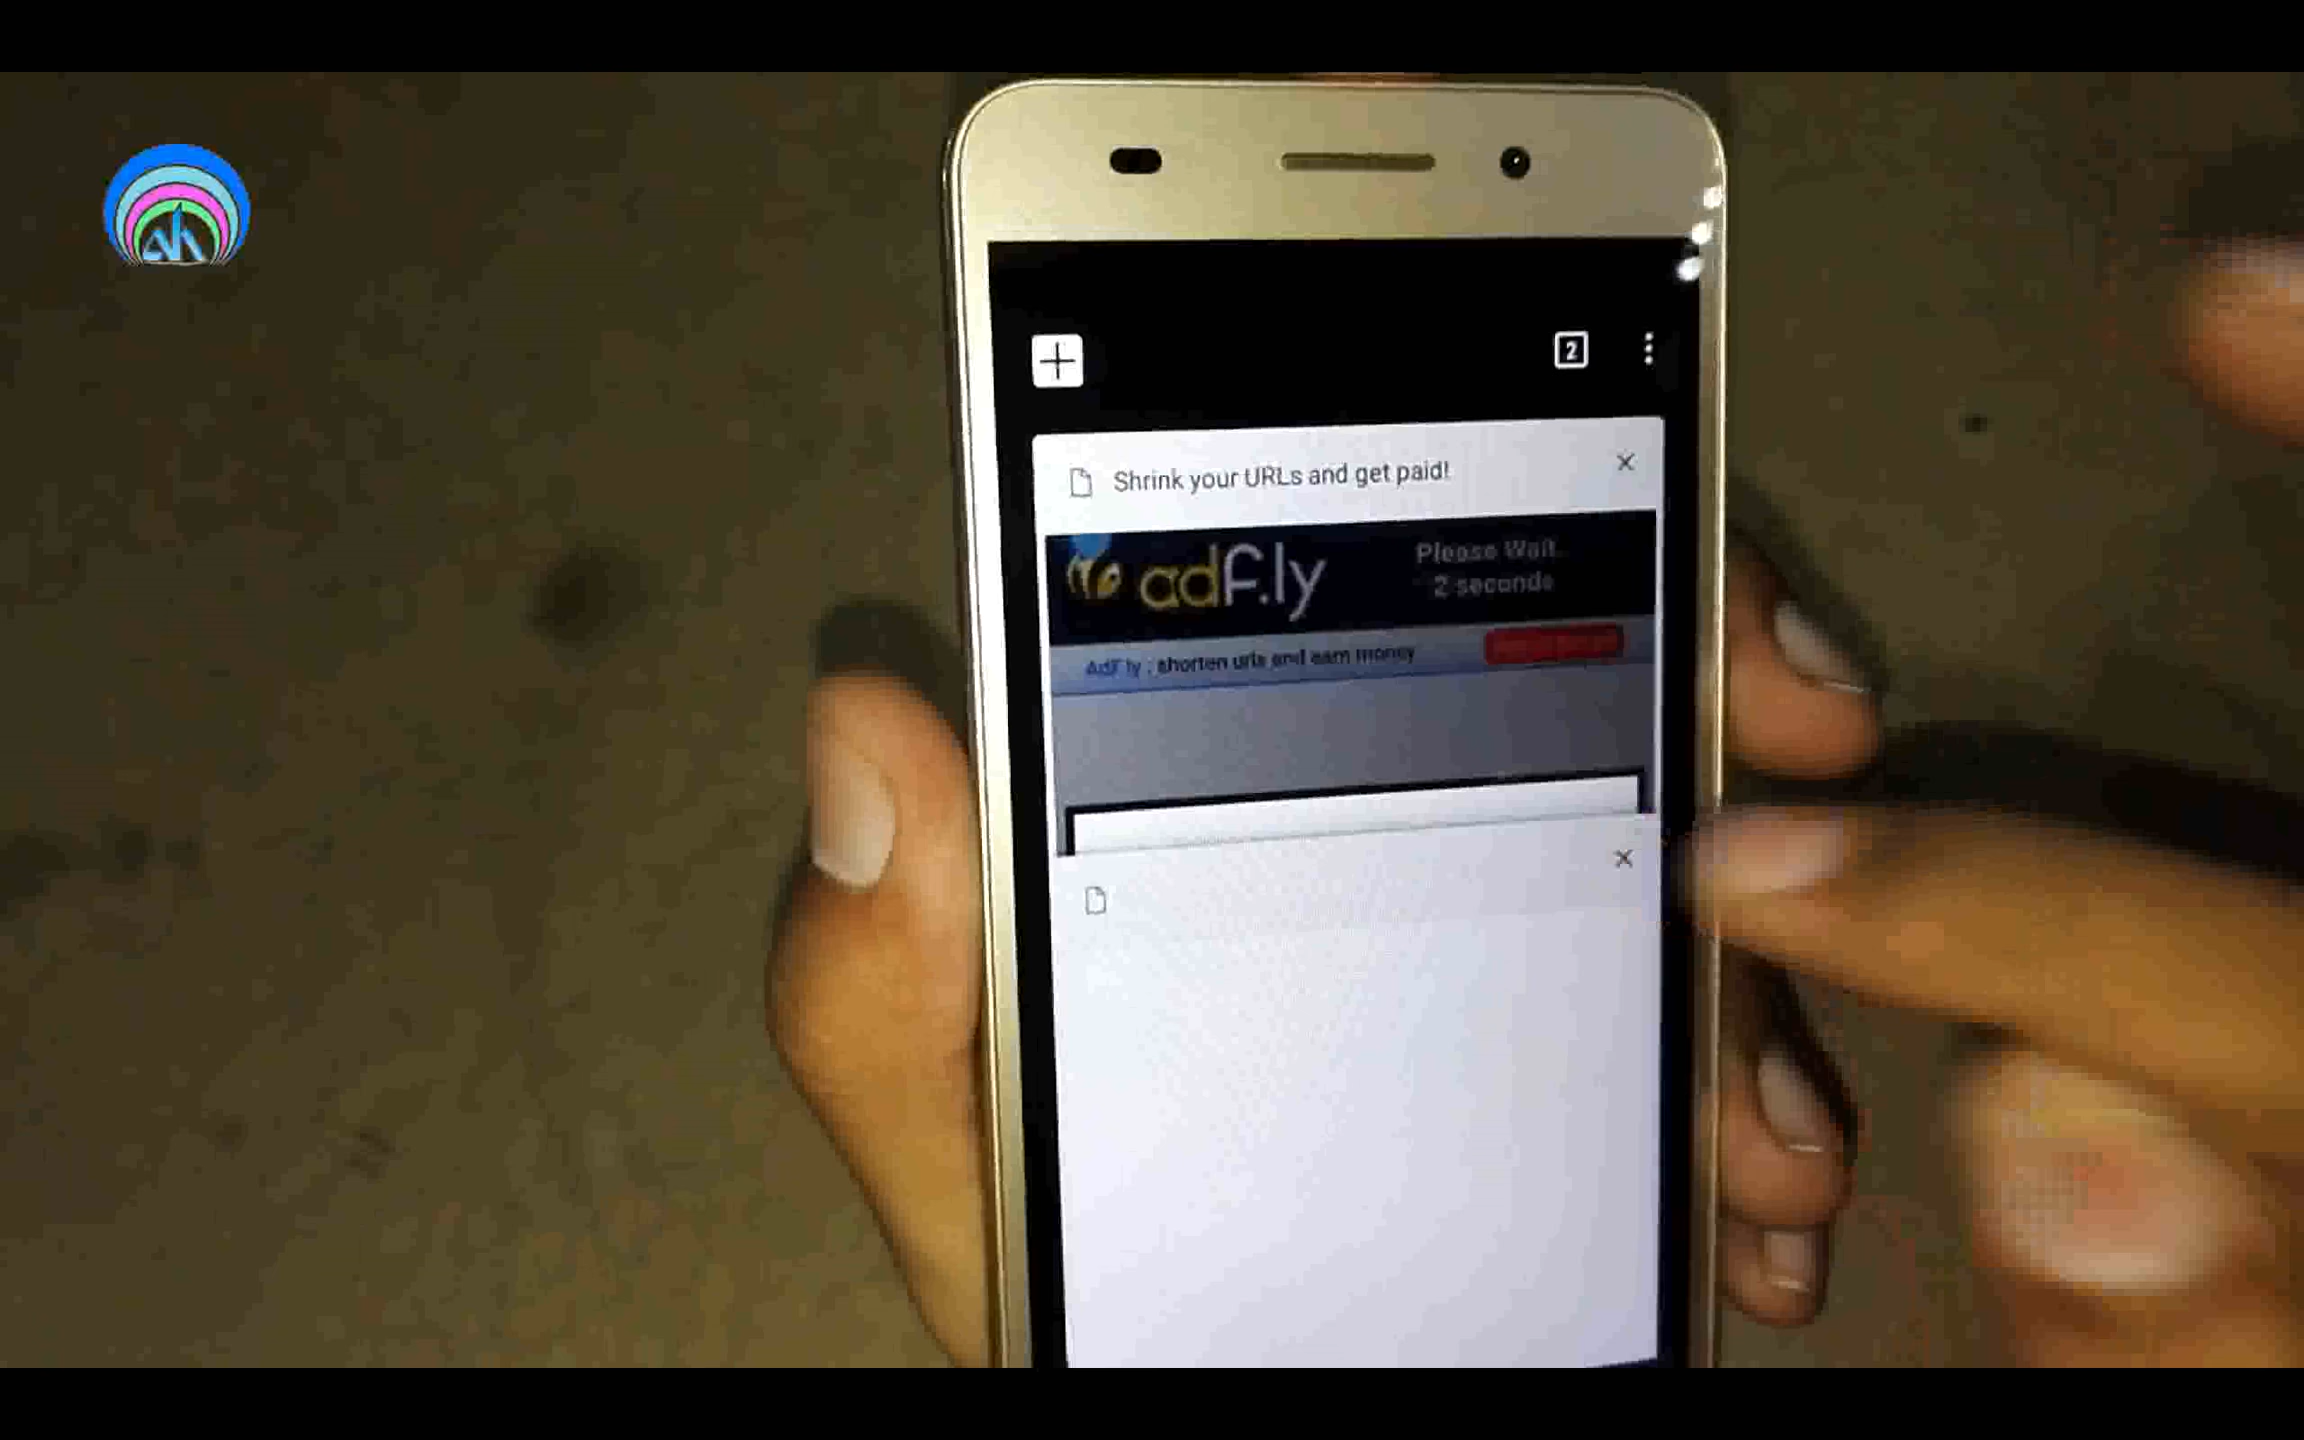 2
Shrink your URLs and get paid!
adf.ly
Please Wait..
2 seconds
AdF.ly : shorten urls and earn money